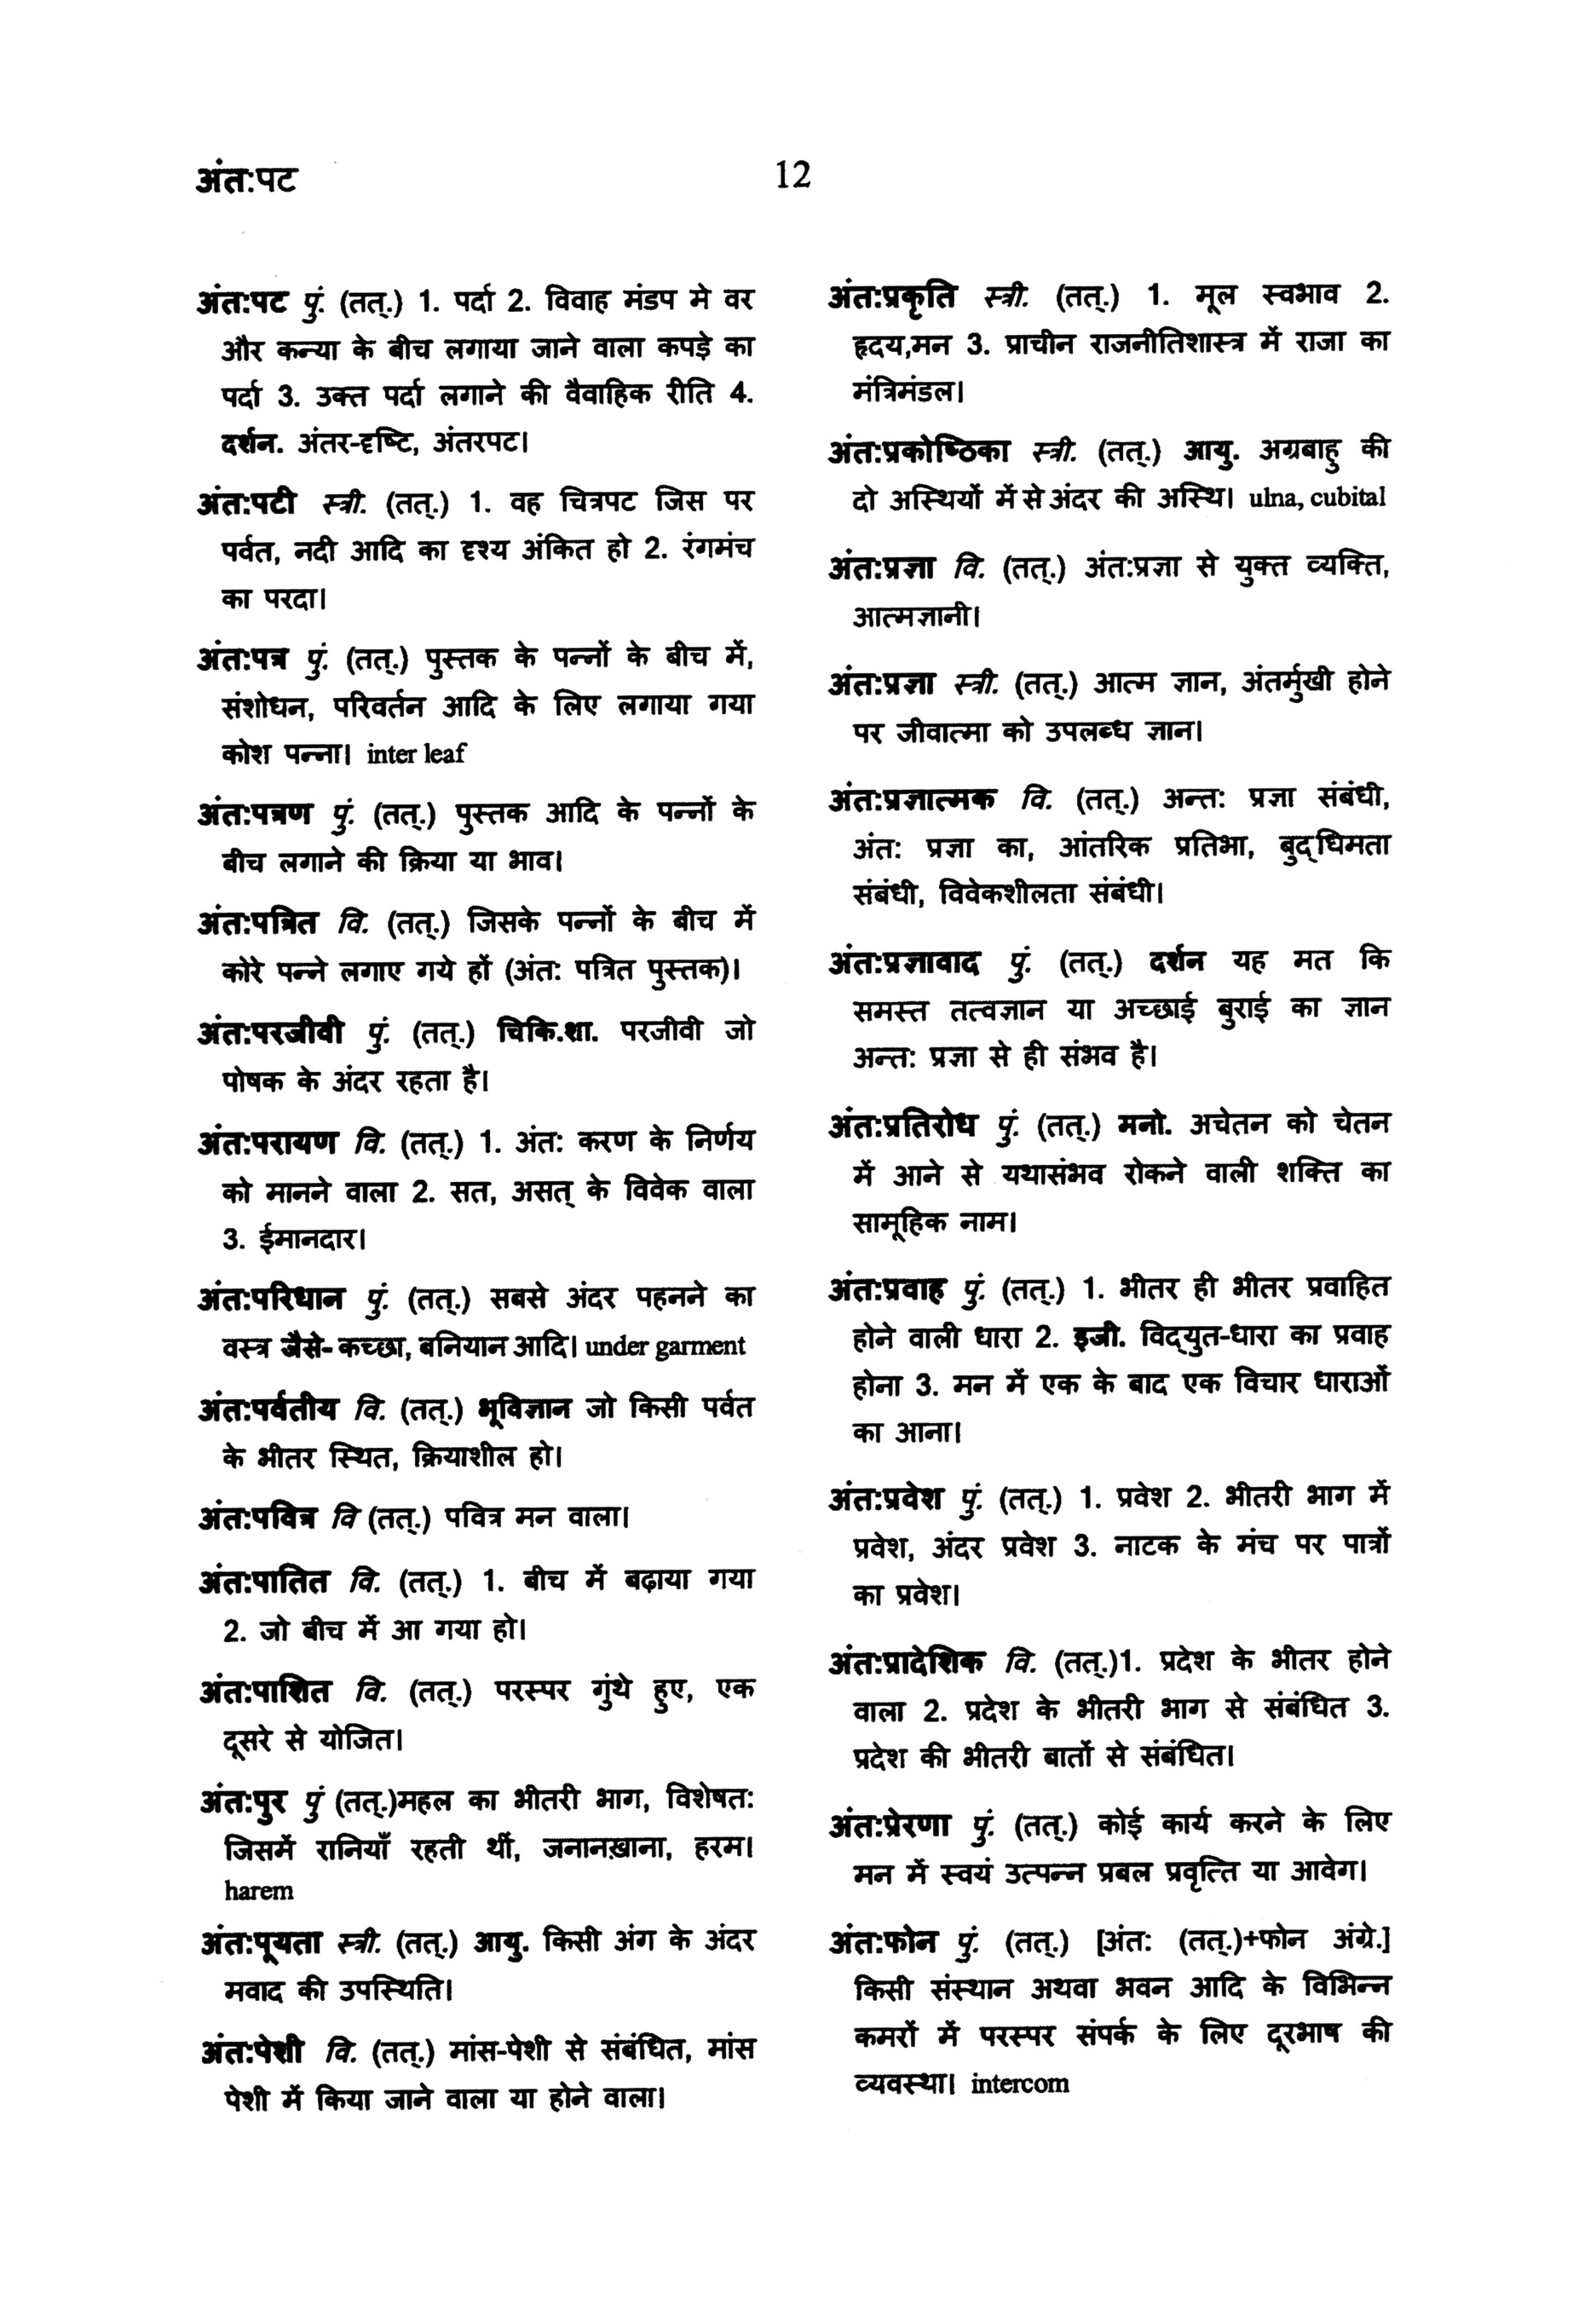 अंत:पट
12
अंत:पट पुं. (तत्.) 1. पर्दा 2. विवाह मंडप मे वर
और कन्या के बीच लगाया जाने वाला कपड़े का
पर्दा 3. उक्त पर्दा लगाने की वैवाहिक रीति 4.
दर्शन. अंतर-दृष्टि, अंतरपट।
अंत:पटी स्त्री. (तत्.) 1. वह चित्रपट जिस पर
पर्वत, नदी आदि का दृश्य अंकित हो 2. रंगमंच
का परदा।
अंत:पत्र पुं. (तत्.) पुस्तक के पन्नों के बीच में,
संशोधन, परिवर्तन आदि के लिए लगाया गया
कोश पन्ना। inter leaf
अंत:पत्रण पुं. (तत्.) पुस्तक आदि के पन्नों के
बीच लगाने की क्रिया या भाव।
अंत:पत्रित वि. (तत्.) जिसके पन्नों के बीच में
कोरे पन्ने लगाए गये हों (अंत: पत्रित पुस्तक)।
अंत:परजीवी पुं. (तत्.) चिकि.शा. परजीवी जो
पोषक के अंदर रहता है।
अंत:परायण वि. (तत्.) 1. अंत: करण के निर्णय
को मानने वाला 2. सत, असत् के विवेक वाला
3. ईमानदार।
अंत:परिधान पुं. (तत्.) सबसे अंदर पहनने का
वस्त्र जैसे- कच्छा, बनियान आदि। under garment
अंत:पर्वतीय वि. (तत्.) भूविज्ञान जो किसी पर्वत
के भीतर स्थित, क्रियाशील हो।
अंत:पवित्र वि (तत्.) पवित्र मन वाला।
अंत:पातित वि. (तत्.) 1. बीच में बढ़ाया गया
2. जो बीच में आ गया हो।
अंत:पाशित वि. (तत्.) परस्पर गुंथे हुए, एक
दूसरे से योजित।
अंत:पुर पुं (तत्.)महल का भीतरी भाग, विशेषत:
जिसमें रानियाँ रहती थीं, जनानख़ाना, हरम।
harem
अंत:पूयता स्त्री. (तत्.) आयु. किसी अंग के अंदर
मवाद की उपस्थिति।
अंत:पेशी वि. (तत्.) मांस-पेशी से संबंधित, मांस
पेशी में किया जाने वाला या होने वाला।
अंत:प्रकृति स्त्री. (तत्.) 1. मूल स्वभाव 2.
हृदय,मन 3. प्राचीन राजनीतिशास्त्र में राजा का
मंत्रिमंडल।
अंत:प्रकोष्ठिका स्त्री. (तत्.) आयु. अग्रबाहु की
दो अस्थियों में से अंदर की अस्थि। ulna, cubital
अंत:प्रज्ञा वि. (तत्.) अंत:प्रज्ञा से युक्त व्यक्ति,
आत्मज्ञानी।
अंत:प्रज्ञा स्त्री. (तत्.) आत्म ज्ञान, अंतर्मुखी होने
पर जीवात्मा को उपलब्ध ज्ञान।
अंत:प्रज्ञात्मक वि. (तत्.) अन्त: प्रज्ञा संबंधी,
अंत: प्रज्ञा का, आंतरिक प्रतिभा, बुद्‌धिमता
संबंधी, विवेकशीलता संबंधी।
अंत:प्रज्ञावाद पुं. (तत्.) दर्शन यह मत कि
समस्त तत्वज्ञान या अच्छाई बुराई का ज्ञान
अन्त: प्रज्ञा से ही संभव है।
अंत:प्रतिरोध पुं. (तत्.) मनो. अचेतन को चेतन
में आने से यथासंभव रोकने वाली शक्ति का
सामूहिक नाम।
अंत:प्रवाह पुं. (तत्.) 1. भीतर ही भीतर प्रवाहित
होने वाली धारा 2. इजी. विद्‌युत-धारा का प्रवाह
होना 3. मन में एक के बाद एक विचार धाराओं
का आना।
अंत:प्रवेश पुं. (तत्.) 1. प्रवेश 2. भीतरी भाग में
प्रवेश, अंदर प्रवेश 3. नाटक के मंच पर पात्रों
का प्रवेश।
अंत:प्रादेशिक वि. (तत्.)1. प्रदेश के भीतर होने
वाला 2. प्रदेश के भीतरी भाग से संबंधित 3.
प्रदेश की भीतरी बातों से संबंधित।
अंत:प्रेरणा पुं. (तत्.) कोई कार्य करने के लिए
मन में स्वयं उत्पन्न प्रबल प्रवृत्ति या आवेग।
अंत:फोन पुं. (तत्.) [अंत: (तत्.)+फोन अंग्रे.]
किसी संस्थान अथवा भवन आदि के विभिन्न
कमरों में परस्पर संपर्क के लिए दूरभाष की
व्यवस्था। intercom